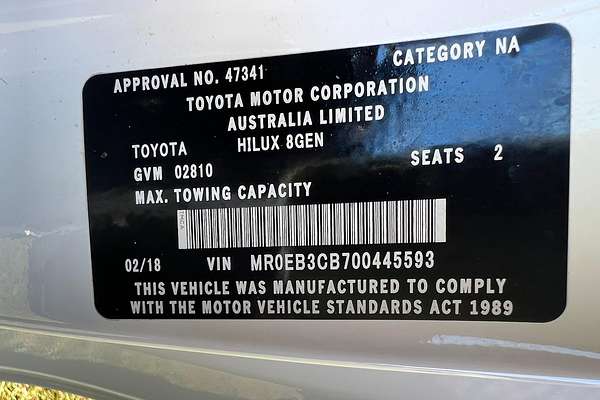 CATEGORY NA
APPROVAL NO. 47341
TOYOTA MOTOR CORPORATION
AUSTRALIA LIMITED
TOYOTA HILUX 8GEN
GVM 02810 SEATS 2
MAX. TOWING CAPACITY
02/18 VIN MR0EB3CB700445593
THIS VEHICLE WAS MANUFACTURED TO COMPLY
WITH THE MOTOR VEHICLE STANDARDS ACT 1989